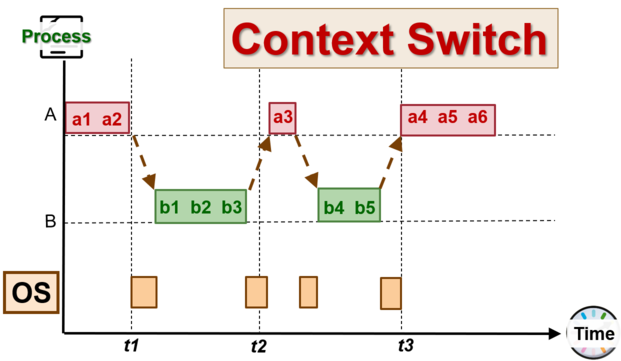 Process
Context Switch
A
a1 a2
a3
a4 a5 a6
B
b1 b2 b3
b4 b5
OS
t1
t2
t3
Time